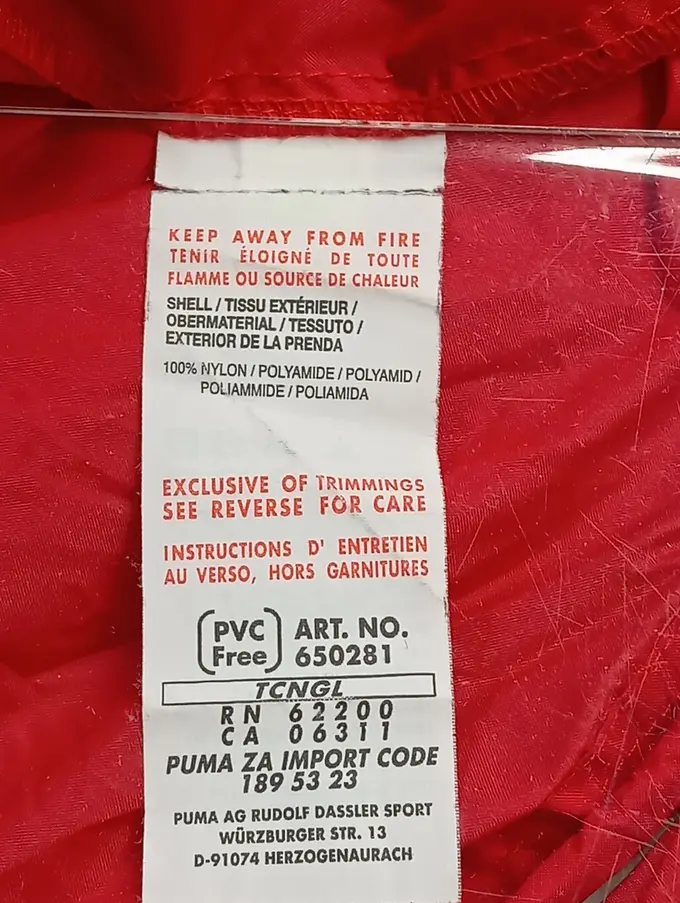 KEEP AWAY FROM FIRE
TENIR ÉLOIGNÉ DE TOUTE
FLAMME OU SOURCE DE CHALEUR
SHELL / TISSU EXTÉRIEUR /
OBERMATERIAL / TESSUTO /
EXTERIOR DE LA PRENDA
100% NYLON / POLYAMIDE / POLYAMID /
POLIAMMIDE / POLIAMIDA
EXCLUSIVE OF TRIMMINGS
SEE REVERSE FOR CARE
INSTRUCTIONS D' ENTRETIEN
AU VERSO, HORS GARNITURES
PVC ART. NO.
Free 650281
TCNGL
RN 62200
CA 06311
PUMA ZA IMPORT CODE
189 53 23
PUMA AG RUDOLF DASSLER SPORT
WÜRZBURGER STR. 13
D-91074 HERZOGENAURACH